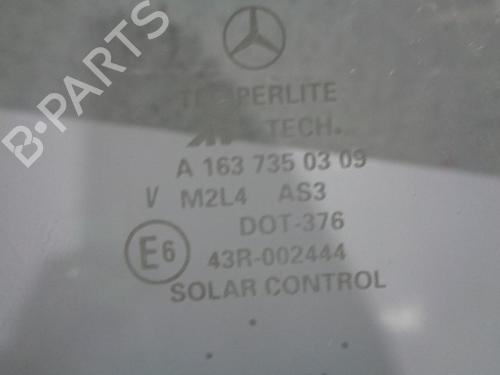 B-PARTS
TEMPERLITE
TECH.
A 163 735 03 09
V M2L4 AS3
DOT-376
E6 43R-002444
SOLAR CONTROL